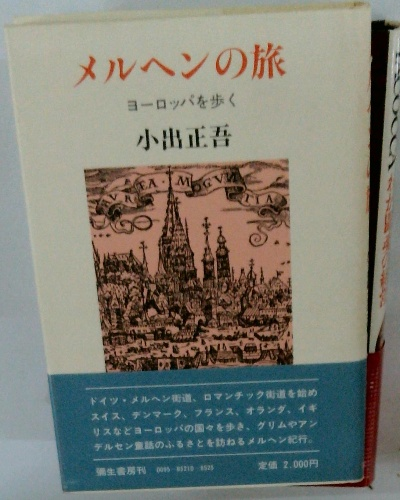 メルヘンの旅
ヨーロッパを歩く
小出正吾
ドイツ・メルヘン街道、ロマンチック街道を始め
スイス、デンマーク、フランス、オランダ、イギ
リスなどヨーロッパの国々を歩き、グリムやアン
デルセン童話のふるさとを訪ねるメルヘン紀行。
彌生書房刊
定価 2,000円